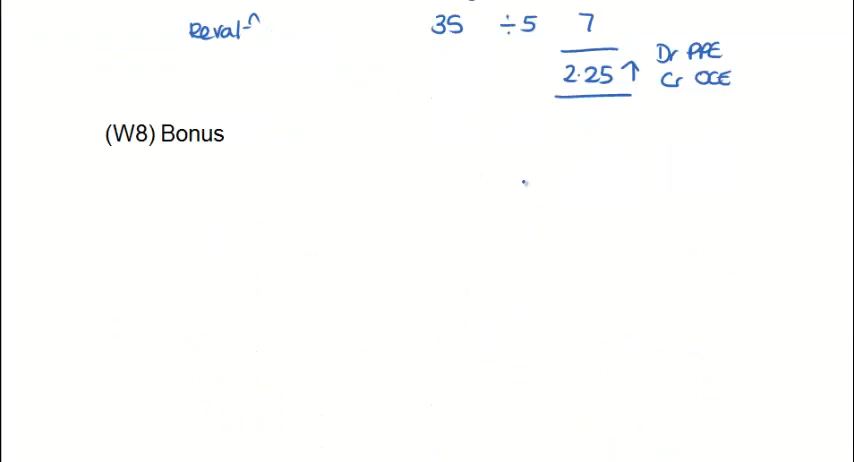 Reval-^ 35 ÷5 7
2.25 ↑ Dr PPE
Cr OCE
(W8) Bonus